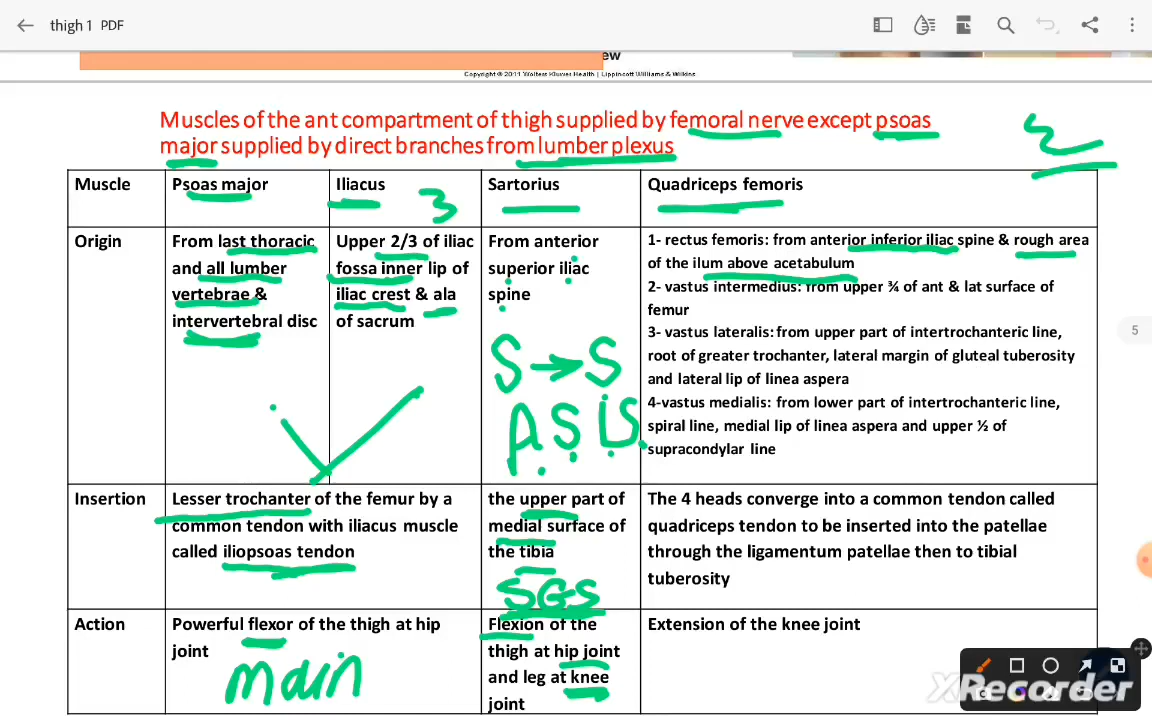 thigh 1 PDF
ew
Copyright © 2011 Wolters Kluwer Health | Lippincott Williams & Wilkins
Muscles of the ant compartment of thigh supplied by femoral nerve except psoas
major supplied by direct branches from lumber plexus
Muscle
Psoas major
Iliacus
3
Sartorius
Quadriceps femoris
Origin
From last thoracic
and all lumber
vertebrae &
intervertebral disc
Upper 2/3 of iliac
fossa inner lip of
iliac crest & ala
of sacrum
From anterior
superior iliac
spine
S → S
ASIS
1- rectus femoris: from anterior inferior iliac spine & rough area
of the ilum above acetabulum
2- vastus intermedius: from upper ¾ of ant & lat surface of
femur
3- vastus lateralis: from upper part of intertrochanteric line,
root of greater trochanter, lateral margin of gluteal tuberosity
and lateral lip of linea aspera
4-vastus medialis: from lower part of intertrochanteric line,
spiral line, medial lip of linea aspera and upper ½ of
supracondylar line
5
Insertion
Lesser trochanter of the femur by a
common tendon with iliacus muscle
called iliopsoas tendon
the upper part of
medial surface of
the tibia
SGS
The 4 heads converge into a common tendon called
quadriceps tendon to be inserted into the patellae
through the ligamentum patellae then to tibial
tuberosity
Action
Powerful flexor of the thigh at hip
joint
main
Flexion of the
thigh at hip joint
and leg at knee
joint
Extension of the knee joint
XRecorder